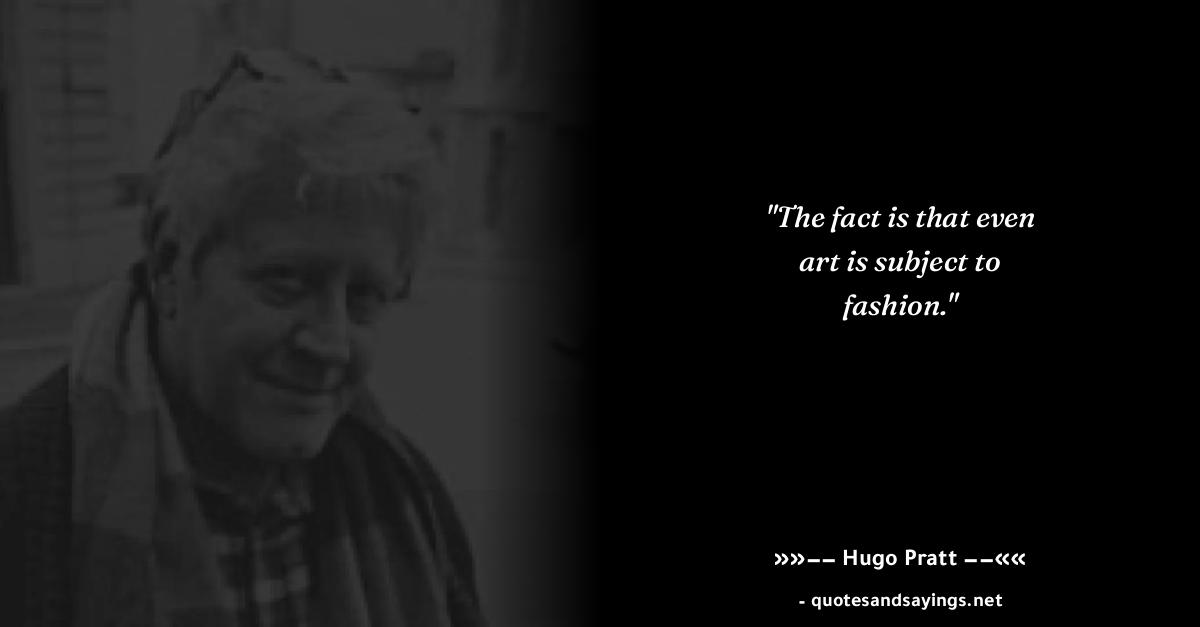 "The fact is that even
art is subject to
fashion."
»»–– Hugo Pratt ––««
- quotesandsayings.net